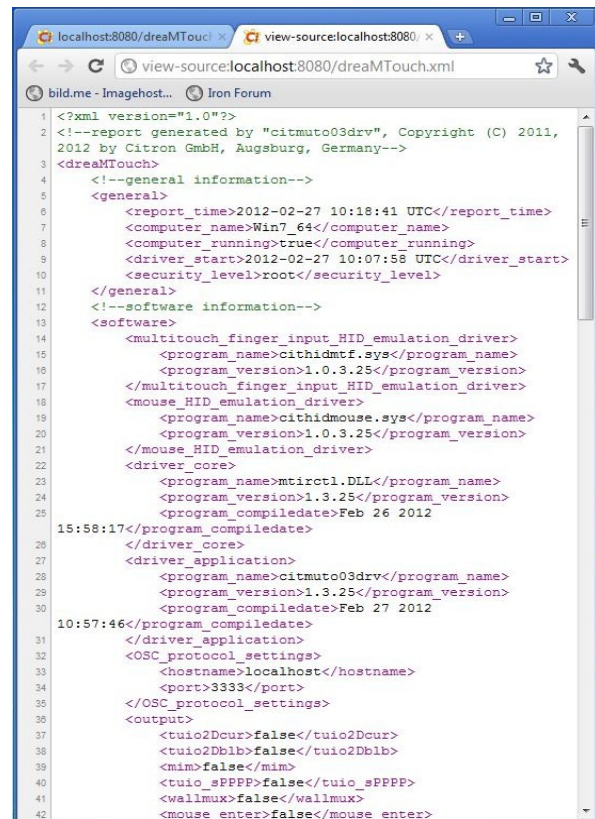 localhost:8080/dreaMTouch
view-source:localhost:8080/
view-source:localhost:8080/dreaMTouch.xml
bild.me - Imagehost... Iron Forum
1 <?xml version="1.0"?>
2 <!--report generated by "citmuto03drv", Copyright (C) 2011,
2012 by Citron GmbH, Augsburg, Germany-->
3 <dreaMTouch>
4 <!--general information-->
5 <general>
6 <report_time>2012-02-27 10:18:41 UTC</report_time>
7 <computer_name>Win7_64</computer_name>
8 <computer_running>true</computer_running>
9 <driver_start>2012-02-27 10:07:58 UTC</driver_start>
10 <security_level>root</security_level>
11 </general>
12 <!--software information-->
13 <software>
14 <multitouch_finger_input_HID_emulation_driver>
15 <program_name>cithidmtf.sys</program_name>
16 <program_version>1.0.3.25</program_version>
17 </multitouch_finger_input_HID_emulation_driver>
18 <mouse_HID_emulation_driver>
19 <program_name>cithidmouse.sys</program_name>
20 <program_version>1.0.3.25</program_version>
21 </mouse_HID_emulation_driver>
22 <driver_core>
23 <program_name>mtirctl.DLL</program_name>
24 <program_version>1.3.25</program_version>
25 <program_compiledate>Feb 26 2012
15:58:17</program_compiledate>
26 </driver_core>
27 <driver_application>
28 <program_name>citmuto03drv</program_name>
29 <program_version>1.3.25</program_version>
30 <program_compiledate>Feb 27 2012
10:57:46</program_compiledate>
31 </driver_application>
32 <OSC_protocol_settings>
33 <hostname>localhost</hostname>
34 <port>3333</port>
35 </OSC_protocol_settings>
36 <output>
37 <tuio2Dcur>false</tuio2Dcur>
38 <tuio2Dblb>false</tuio2Dblb>
39 <mim>false</mim>
40 <tuio_sPPPP>false</tuio_sPPPP>
41 <wallmux>false</wallmux>
42 <mouse_enter>false</mouse_enter>